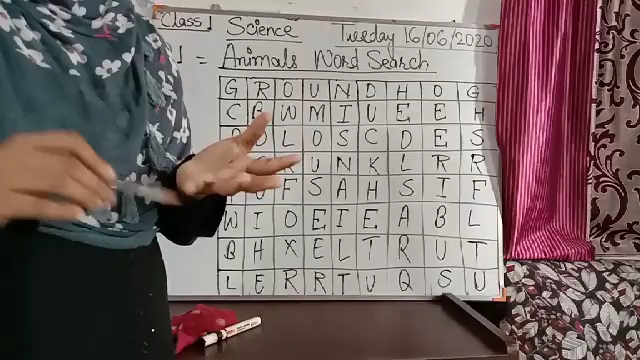 Class 1 Science Tuesday 16/06/2020
= Animals Word Search
G R O U N D H O G
C B W M I U E E H
O L O S C D E S
U N K L R R
F S A H S I F
W I O E I E A B L
B H X E L T R U T
L E R R T U Q S U